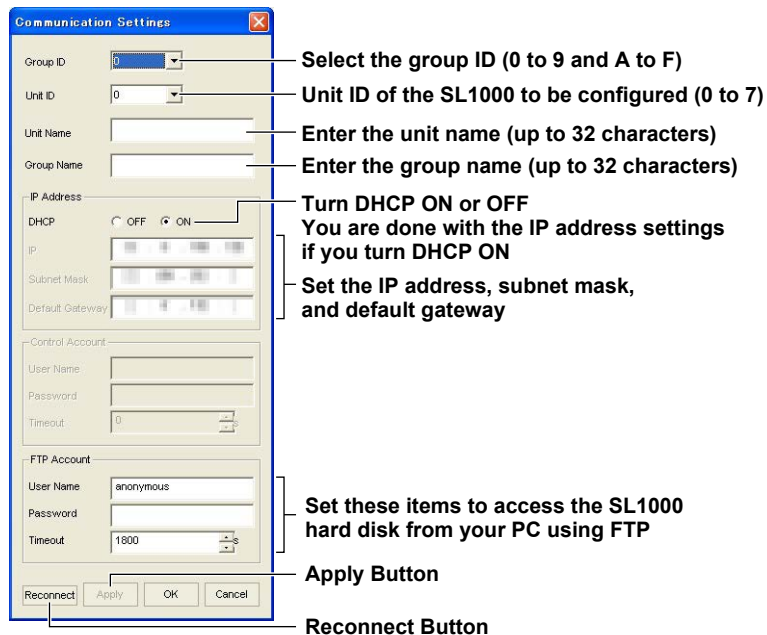 Communication Settings
Group ID 0 Select the group ID (0 to 9 and A to F)
Unit ID 0 Unit ID of the SL1000 to be configured (0 to 7)
Unit Name Enter the unit name (up to 32 characters)
Group Name Enter the group name (up to 32 characters)
IP Address
DHCP OFF ON Turn DHCP ON or OFF
You are done with the IP address settings
if you turn DHCP ON
IP
Subnet Mask
Default Gateway
Set the IP address, subnet mask,
and default gateway
Control Account
User Name
Password
Timeout 0 s
FTP Account
User Name anonymous
Password
Timeout 1800 s
Set these items to access the SL1000
hard disk from your PC using FTP
Apply Button
Reconnect Apply OK Cancel
Reconnect Button